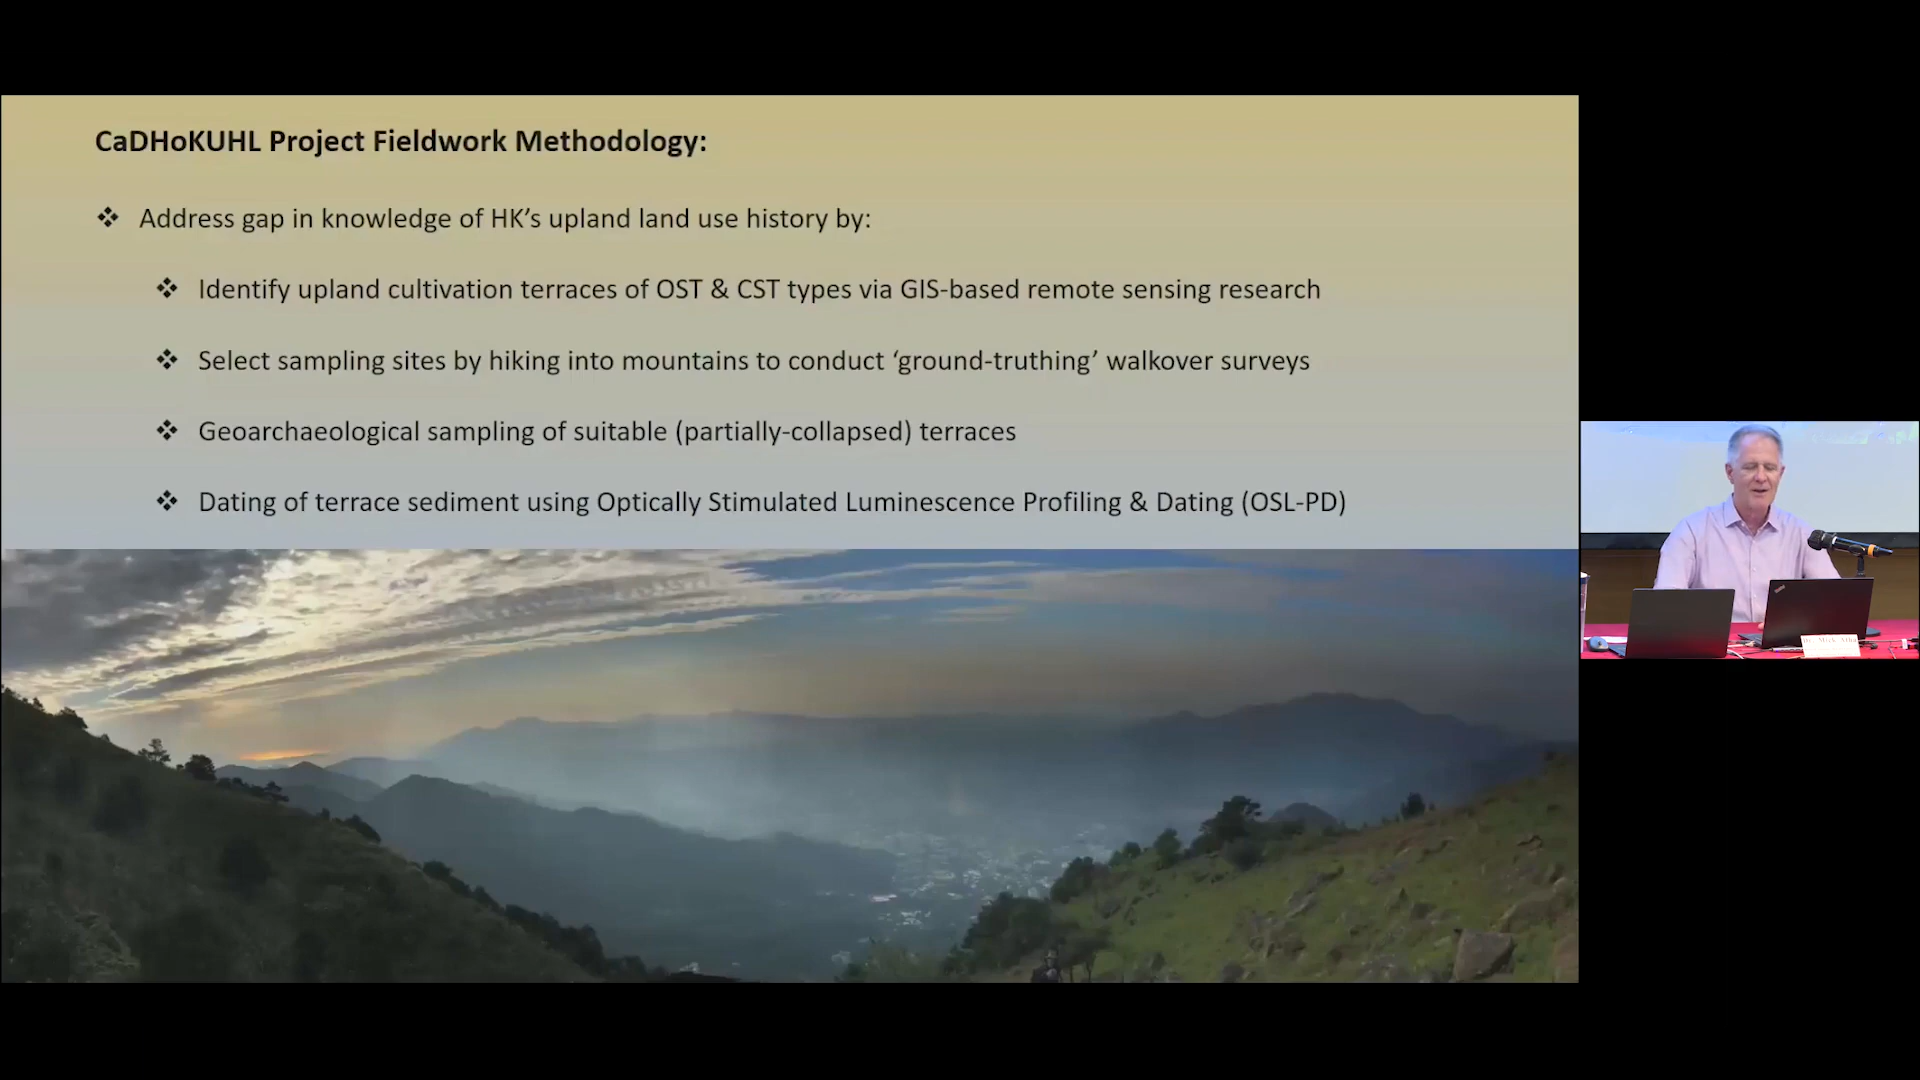 CaDHoKUHL Project Fieldwork Methodology:
❖ Address gap in knowledge of HK’s upland land use history by:
❖ Identify upland cultivation terraces of OST & CST types via GIS-based remote sensing research
❖ Select sampling sites by hiking into mountains to conduct ‘ground-truthing’ walkover surveys
❖ Geoarchaeological sampling of suitable (partially-collapsed) terraces
❖ Dating of terrace sediment using Optically Stimulated Luminescence Profiling & Dating (OSL-PD)